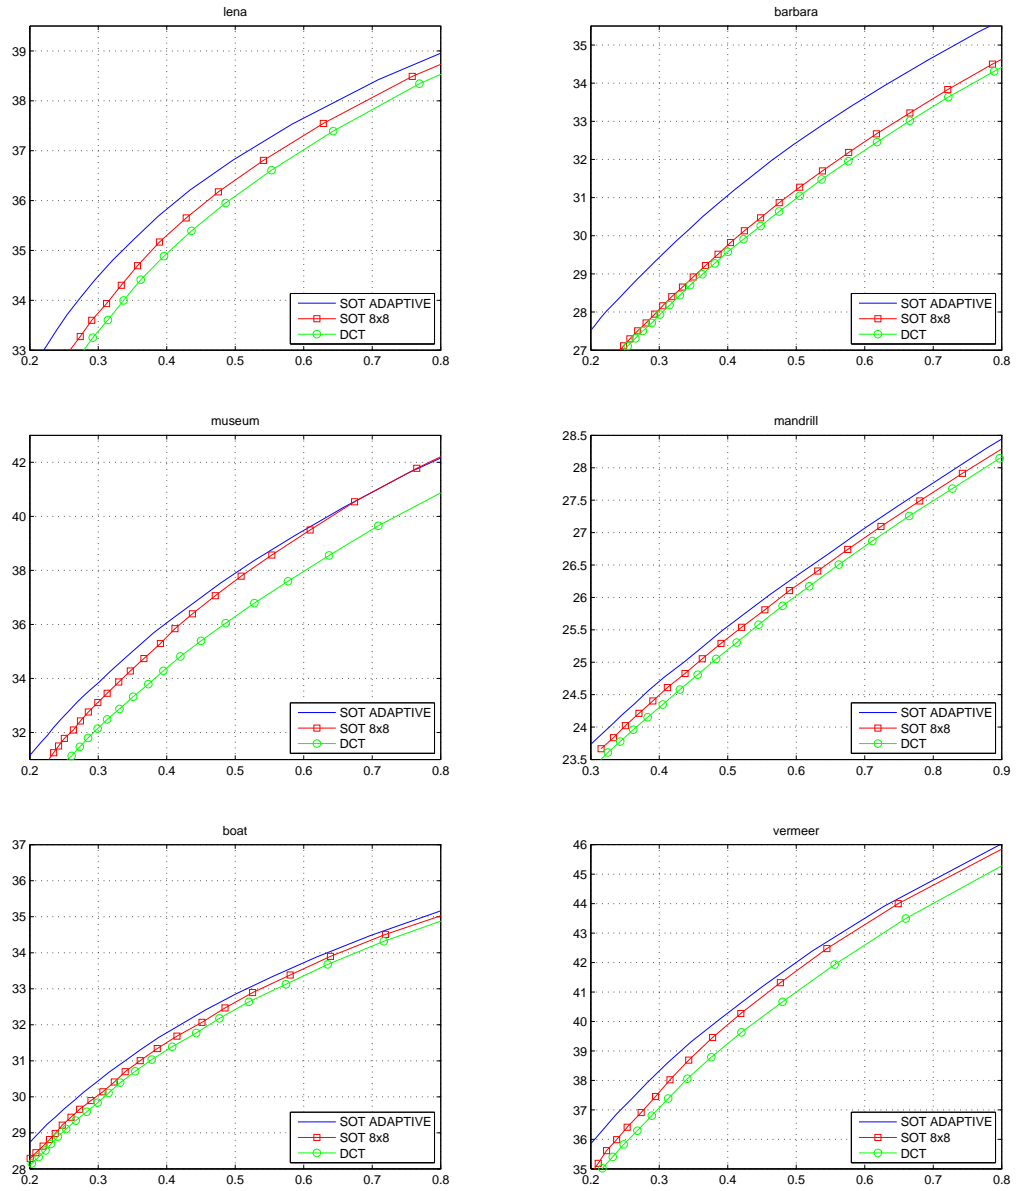 lena
39
38
37
36
35
34
33
0.2 0.3 0.4 0.5 0.6 0.7 0.8
SOT ADAPTIVE
SOT 8x8
DCT
barbara
35
34
33
32
31
30
29
28
27
0.2 0.3 0.4 0.5 0.6 0.7 0.8
SOT ADAPTIVE
SOT 8x8
DCT
museum
42
40
38
36
34
32
0.2 0.3 0.4 0.5 0.6 0.7 0.8
SOT ADAPTIVE
SOT 8x8
DCT
mandrill
28.5
28
27.5
27
26.5
26
25.5
25
24.5
24
23.5
0.3 0.4 0.5 0.6 0.7 0.8 0.9
SOT ADAPTIVE
SOT 8x8
DCT
boat
37
36
35
34
33
32
31
30
29
28
0.2 0.3 0.4 0.5 0.6 0.7 0.8
SOT ADAPTIVE
SOT 8x8
DCT
vermeer
46
45
44
43
42
41
40
39
38
37
36
35
0.2 0.3 0.4 0.5 0.6 0.7 0.8
SOT ADAPTIVE
SOT 8x8
DCT